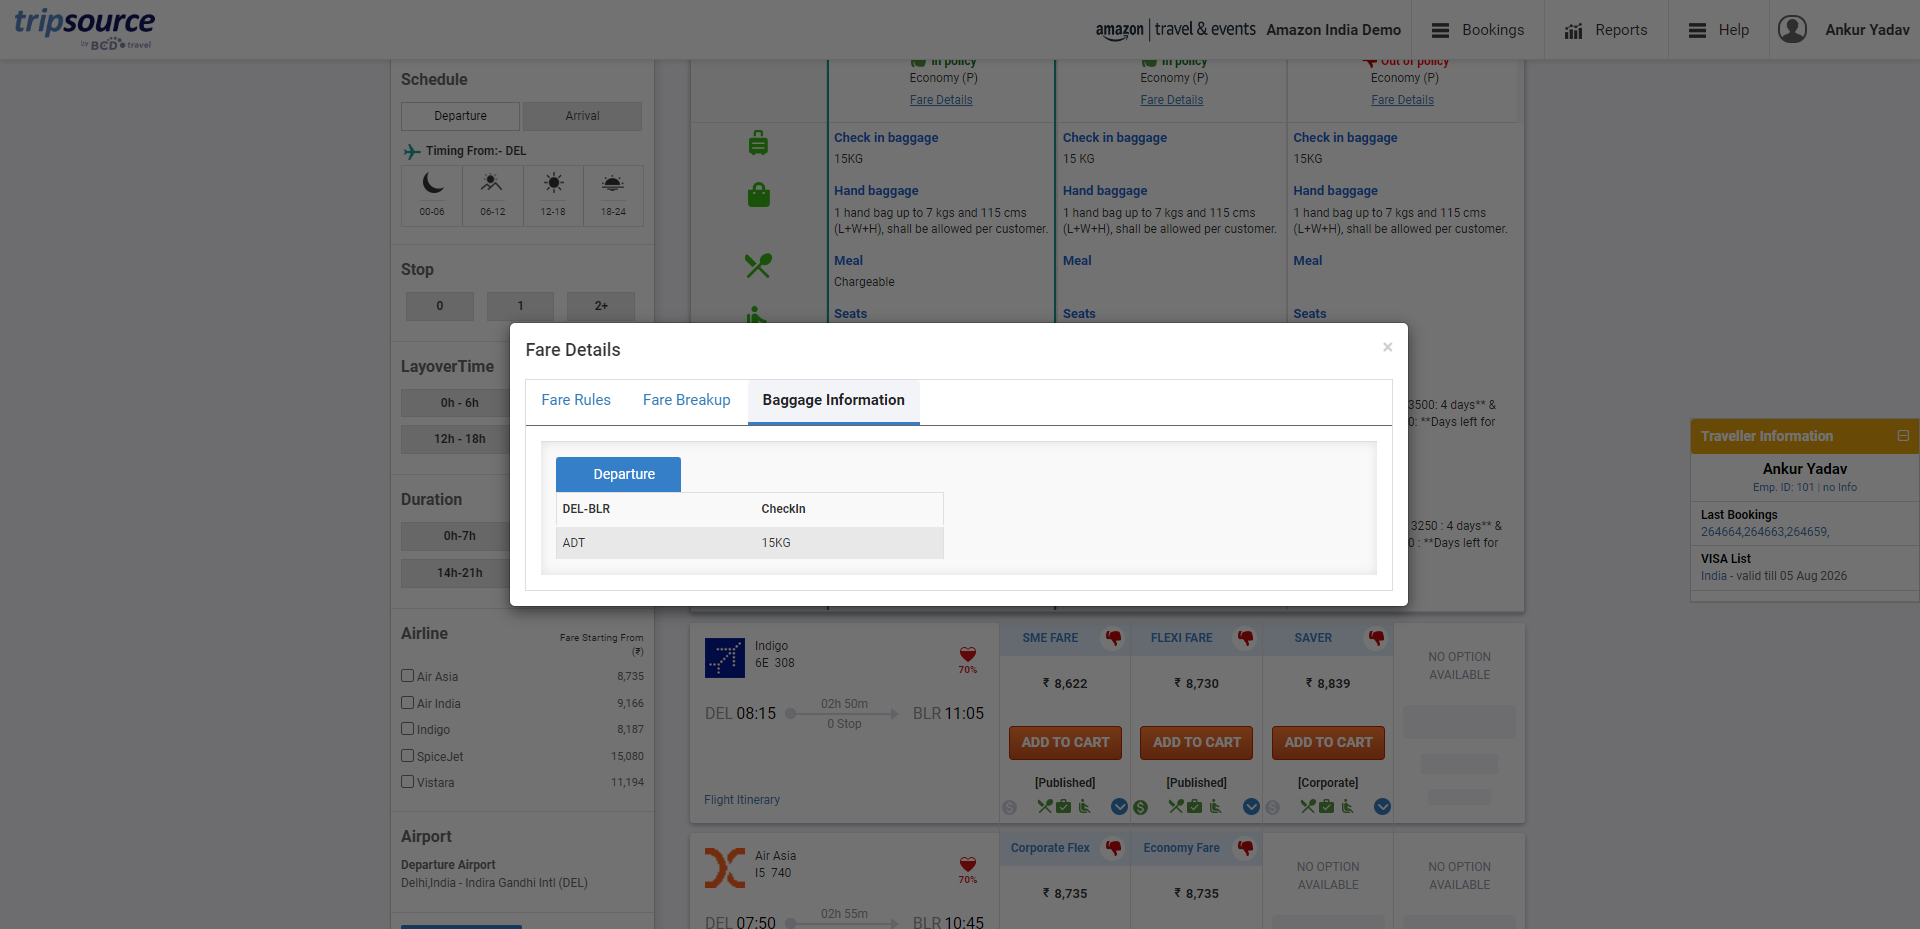 tripsource
by BCD travel
amazon travel & events
Amazon India Demo
Bookings
Reports
Help
Ankur Yadav
Schedule
Departure
Arrival
Timing From:- DEL
00-06
06-12
12-18
18-24
Stop
0
1
2+
LayoverTime
0h - 6h
12h - 18h
Duration
0h-7h
14h-21h
Airline
Fare Starting From
(₹)
Air Asia 8,735
Air India 9,166
Indigo 8,187
SpiceJet 15,080
Vistara 11,194
Airport
Departure Airport
Delhi,India - Indira Gandhi Intl (DEL)
In policy
Economy (P)
Fare Details
In policy
Economy (P)
Fare Details
Out of policy
Economy (P)
Fare Details
Check in baggage
15KG
Hand baggage
1 hand bag up to 7 kgs and 115 cms
(L+W+H), shall be allowed per customer.
Meal
Chargeable
Seats
Check in baggage
15 KG
Hand baggage
1 hand bag up to 7 kgs and 115 cms
(L+W+H), shall be allowed per customer.
Meal
Seats
Check in baggage
15KG
Hand baggage
1 hand bag up to 7 kgs and 115 cms
(L+W+H), shall be allowed per customer.
Meal
Seats
3500: 4 days** &
0: **Days left for
3250 : 4 days** &
0 : **Days left for
Fare Details
×
Fare Rules
Fare Breakup
Baggage Information
Departure
DEL-BLR CheckIn
ADT 15KG
Traveller Information
Ankur Yadav
Emp. ID: 101 | no Info
Last Bookings
264664,264663,264659,
VISA List
India - valid till 05 Aug 2026
Indigo
6E 308
70%
DEL 08:15
02h 50m
0 Stop
BLR 11:05
Flight Itinerary
SME FARE
₹ 8,622
ADD TO CART
[Published]
FLEXI FARE
₹ 8,730
ADD TO CART
[Published]
SAVER
₹ 8,839
ADD TO CART
[Corporate]
NO OPTION
AVAILABLE
Air Asia
I5 740
70%
DEL 07:50
02h 55m
BLR 10:45
Corporate Flex
₹ 8,735
Economy Fare
₹ 8,735
NO OPTION
AVAILABLE
NO OPTION
AVAILABLE